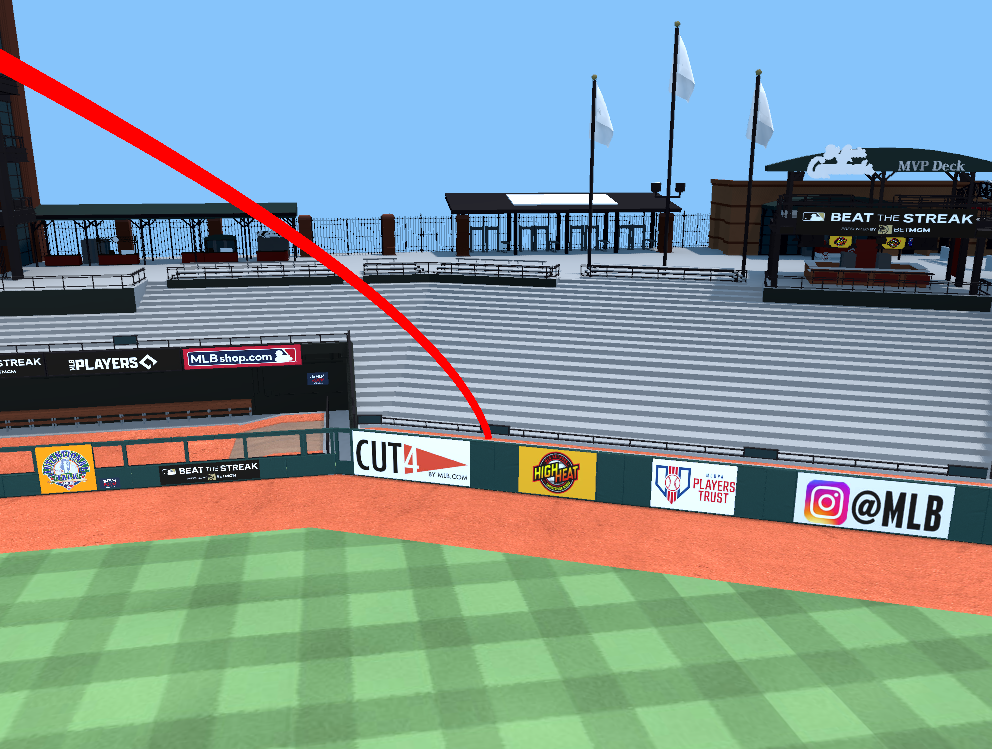 MVP Deck
BEAT THE STREAK
BETMGM
STREAK
PLAYERS
MLBshop.com
CUT4
BY MLB.COM
HIGH HEAT
PLAYERS
TRUST
@MLB
BEAT THE STREAK